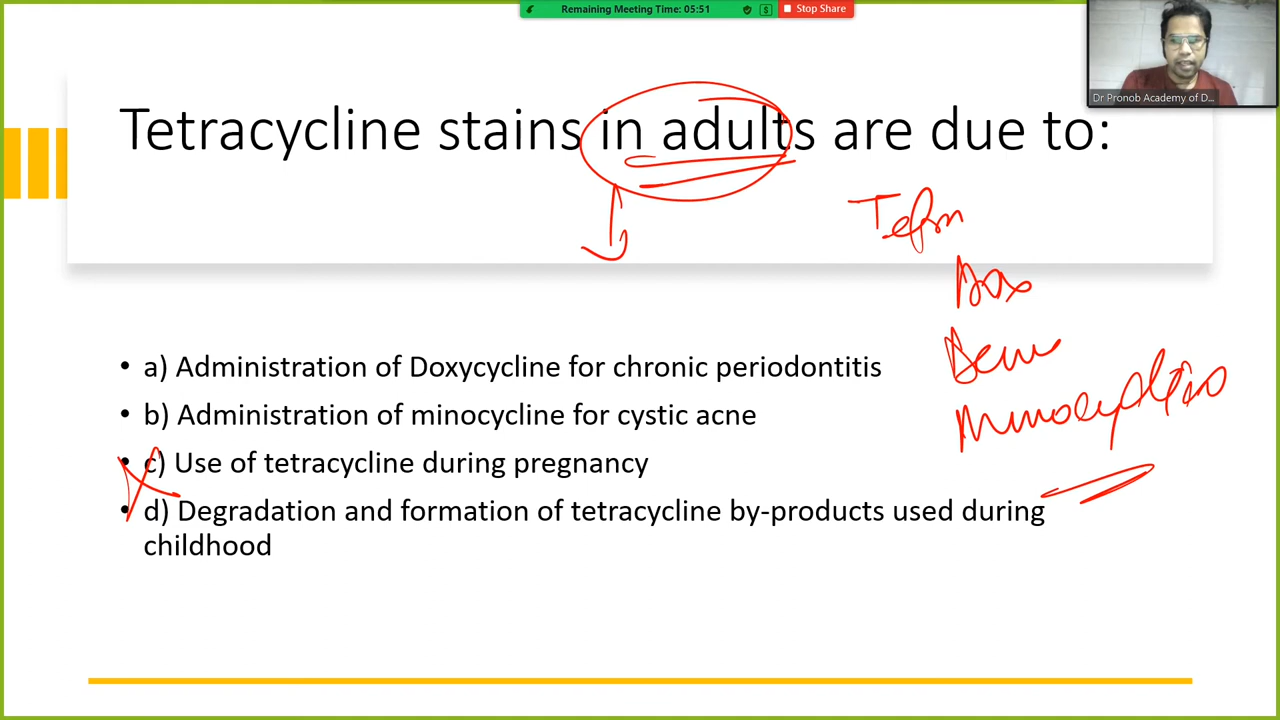 Remaining Meeting Time: 05:51
Stop Share
Dr Pronob Academy of D...
Tetracycline stains in adults are due to:
Dox
• a) Administration of Doxycycline for chronic periodontitis
• b) Administration of minocycline for cystic acne
• c) Use of tetracycline during pregnancy
• d) Degradation and formation of tetracycline by-products used during
childhood